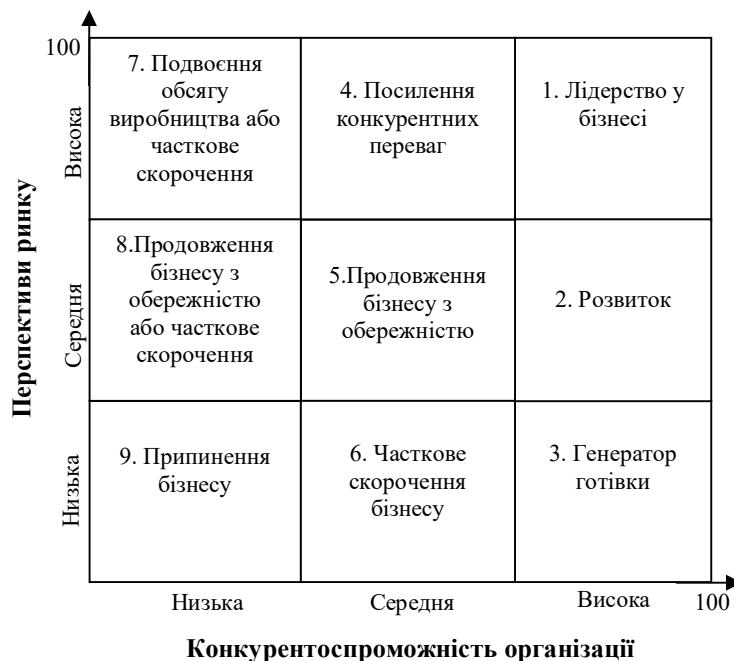 100
Перспективи ринку
Висока
7. Подвоєння
обсягу
виробництва або
часткове
скорочення
4. Посилення
конкурентних
переваг
1. Лідерство у
бізнесі
Середня
8.Продовження
бізнесу з
обережністю
або часткове
скорочення
5.Продовження
бізнесу з
обережністю
2. Розвиток
Низька
9. Припинення
бізнесу
6. Часткове
скорочення
бізнесу
3. Генератор
готівки
Низька
Середня
Висока
100
Конкурентоспроможність організації